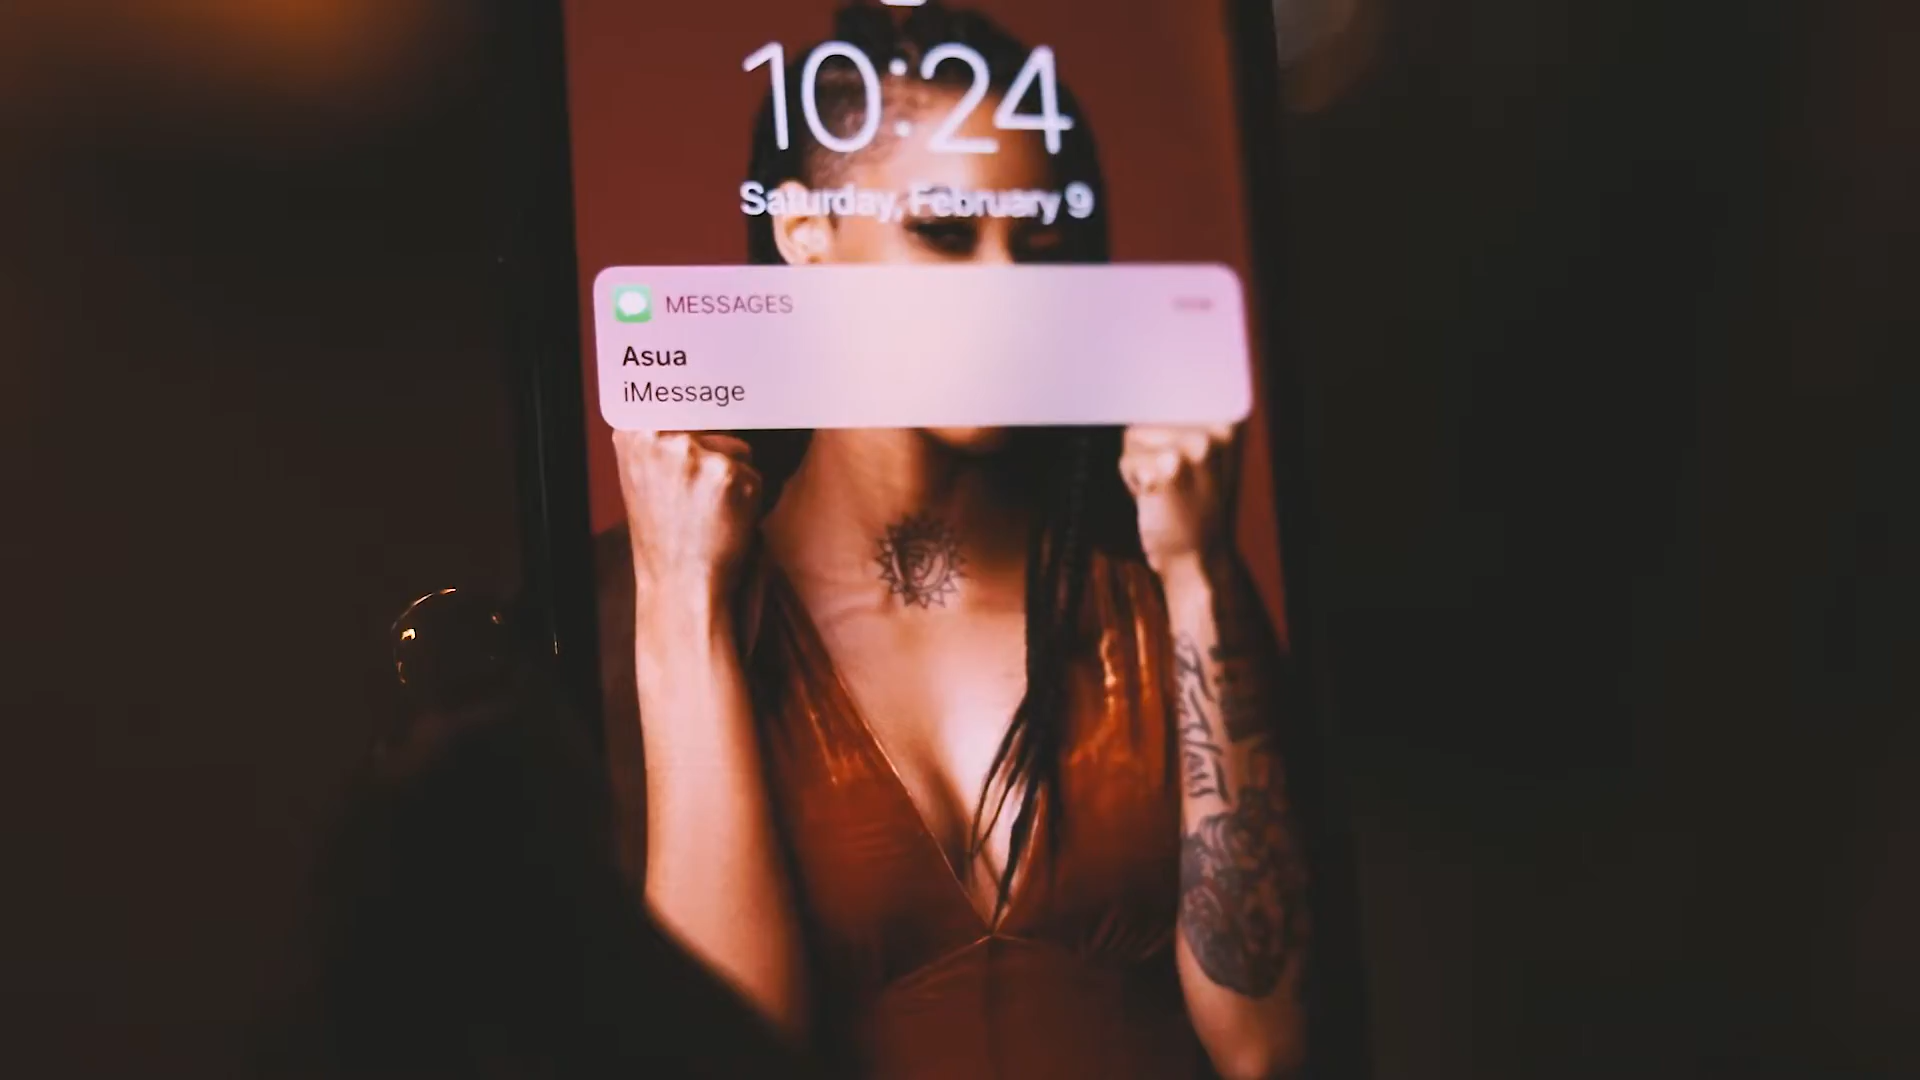 10:24
Saturday, February 9
MESSAGES
Asua
iMessage